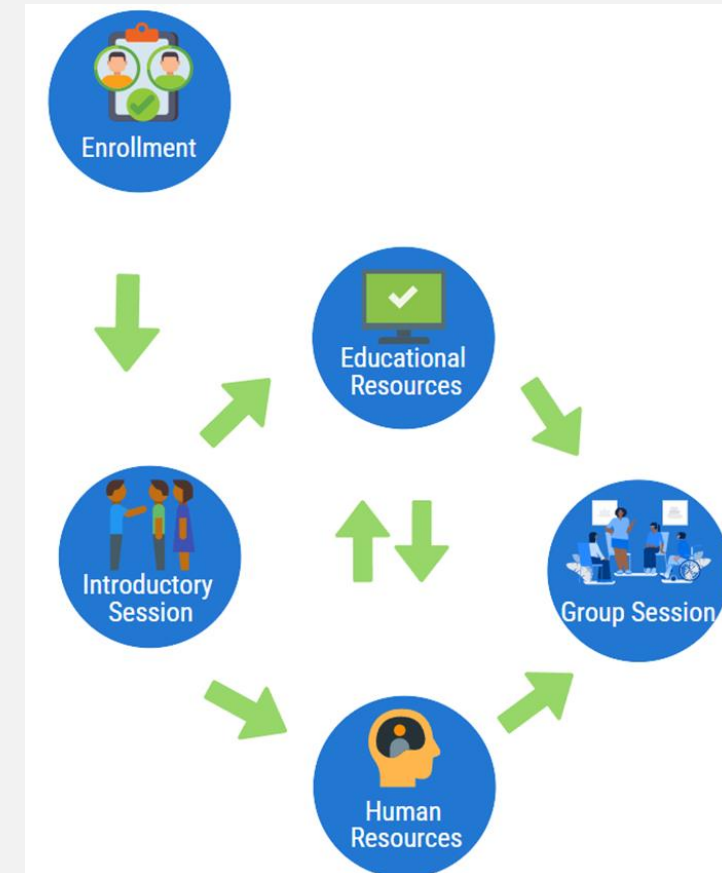 Enrollment
Educational
Resources
Introductory
Session
Group Session
Human
Resources